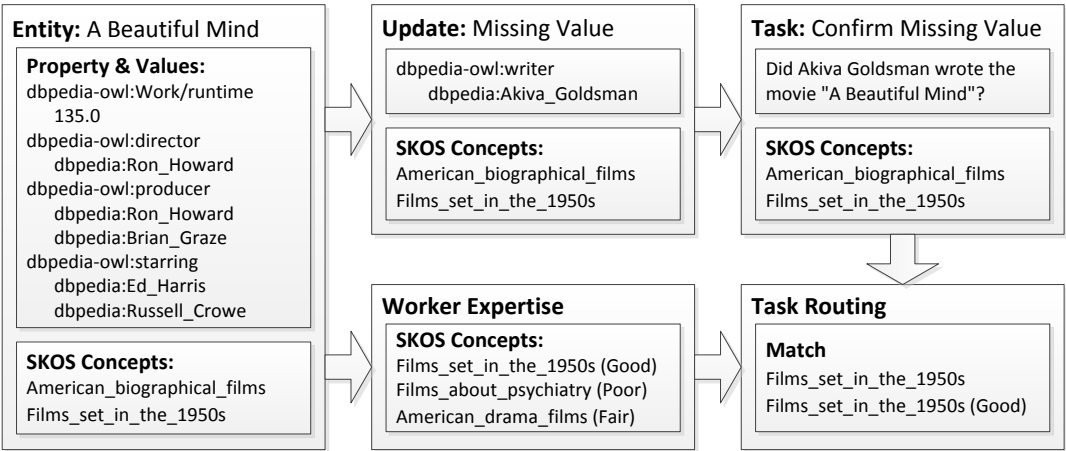 Entity: A Beautiful Mind
Property & Values:
dbpedia-owl:Work/runtime
135.0
dbpedia-owl:director
dbpedia:Ron_Howard
dbpedia-owl:producer
dbpedia:Ron_Howard
dbpedia:Brian_Graze
dbpedia-owl:starring
dbpedia:Ed_Harris
dbpedia:Russell_Crowe
SKOS Concepts:
American_biographical_films
Films_set_in_the_1950s
Update: Missing Value
dbpedia-owl:writer
dbpedia:Akiva_Goldsman
SKOS Concepts:
American_biographical_films
Films_set_in_the_1950s
Task: Confirm Missing Value
Did Akiva Goldsman wrote the
movie "A Beautiful Mind"?
SKOS Concepts:
American_biographical_films
Films_set_in_the_1950s
Worker Expertise
SKOS Concepts:
Films_set_in_the_1950s (Good)
Films_about_psychiatry (Poor)
American_drama_films (Fair)
Task Routing
Match
Films_set_in_the_1950s
Films_set_in_the_1950s (Good)